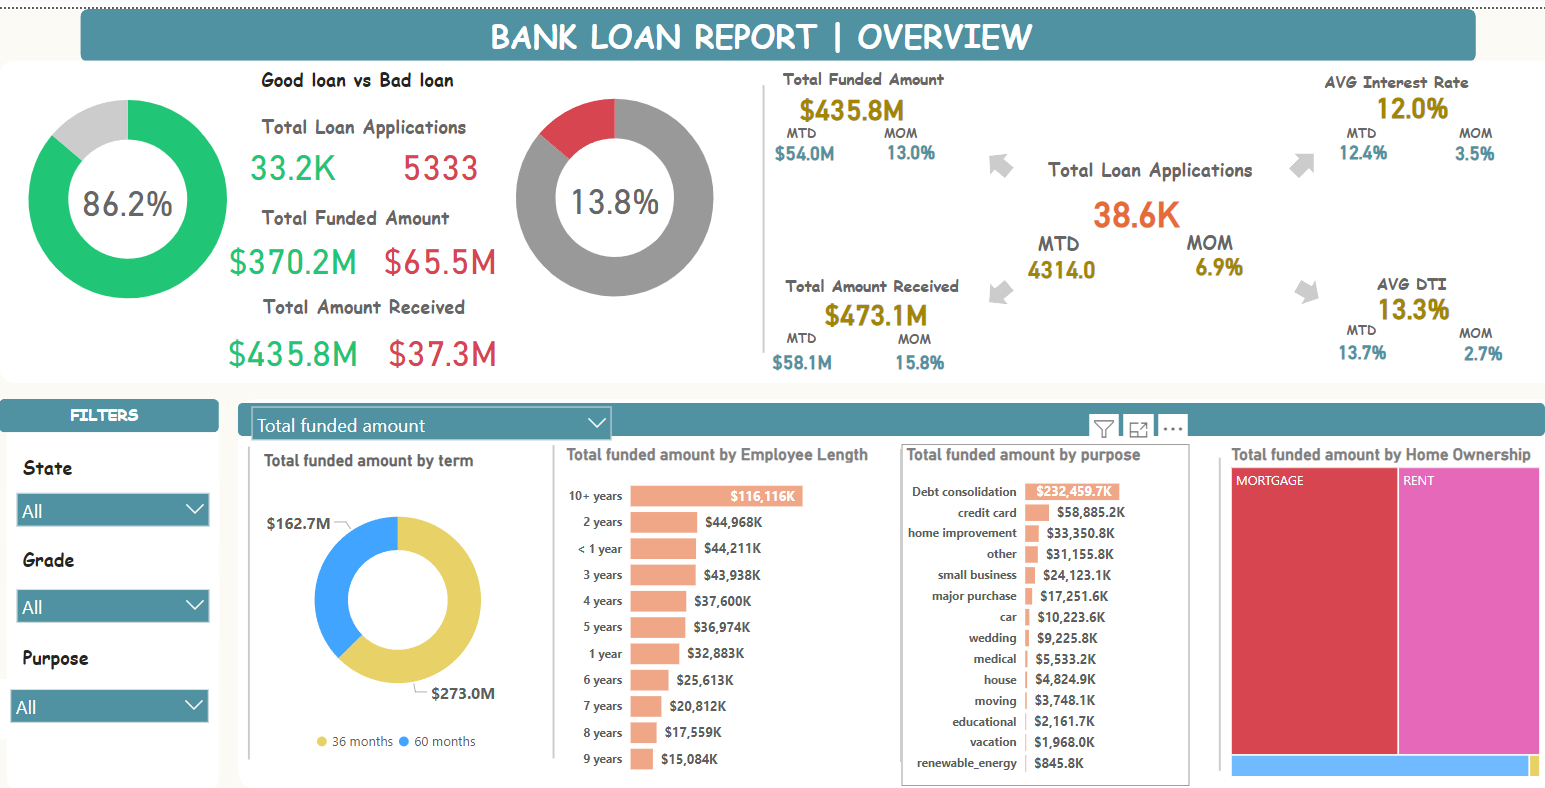 BANK LOAN REPORT | OVERVIEW
Good loan vs Bad loan
86.2%
Total Loan Applications
33.2K 5333
Total Funded Amount
$370.2M $65.5M
Total Amount Received
$435.8M $37.3M
13.8%
Total Funded Amount
$435.8M
MTD MOM
$54.0M 13.0%
Total Amount Received
$473.1M
MTD MOM
$58.1M 15.8%
Total Loan Applications
38.6K
MTD MOM
4314.0 6.9%
AVG Interest Rate
12.0%
MTD MOM
12.4% 3.5%
AVG DTI
13.3%
MTD MOM
13.7% 2.7%
FILTERS
State
All
Grade
All
Purpose
All
Total funded amount
Total funded amount by term
$162.7M
$273.0M
36 months 60 months
Total funded amount by Employee Length
10+ years $116,116K
2 years $44,968K
< 1 year $44,211K
3 years $43,938K
4 years $37,600K
5 years $36,974K
1 year $32,883K
6 years $25,613K
7 years $20,812K
8 years $17,559K
9 years $15,084K
Total funded amount by purpose
Debt consolidation $232,459.7K
credit card $58,885.2K
home improvement $33,350.8K
other $31,155.8K
small business $24,123.1K
major purchase $17,251.6K
car $10,223.6K
wedding $9,225.8K
medical $5,533.2K
house $4,824.9K
moving $3,748.1K
educational $2,161.7K
vacation $1,968.0K
renewable_energy $845.8K
Total funded amount by Home Ownership
MORTGAGE RENT